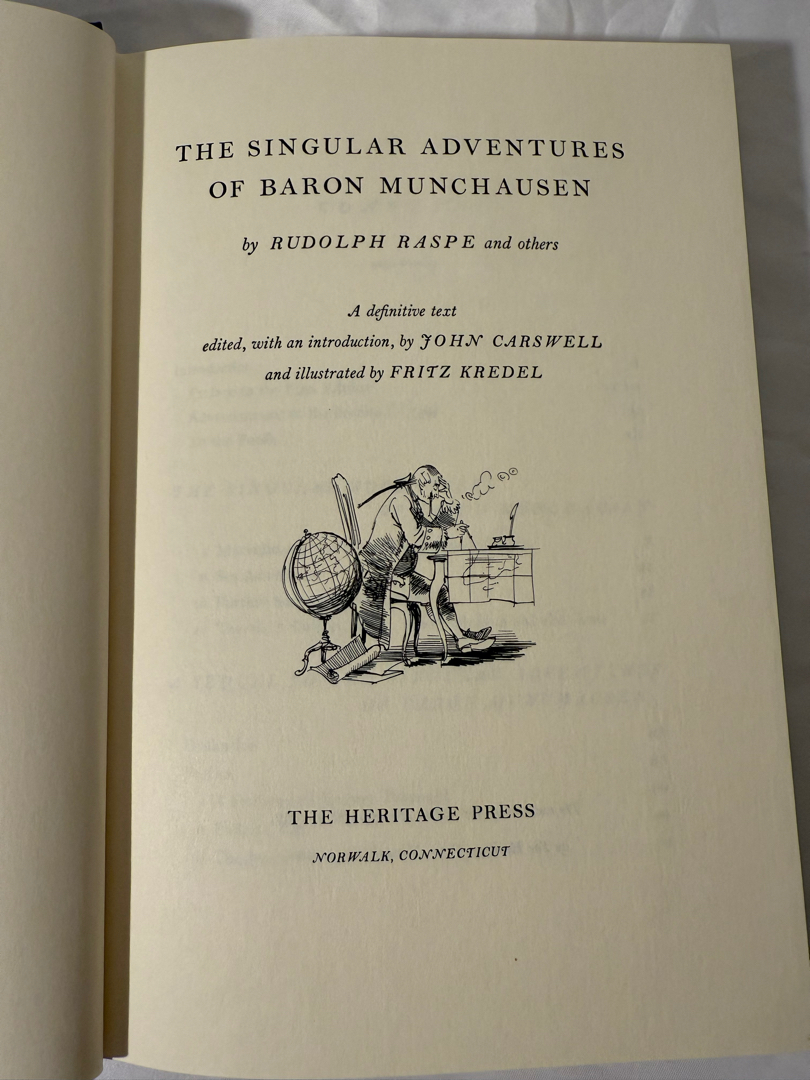 THE SINGULAR ADVENTURES
OF BARON MUNCHAUSEN
by RUDOLPH RASPE and others
A definitive text
edited, with an introduction, by JOHN CARSWELL
and illustrated by FRITZ KREDEL
THE HERITAGE PRESS
NORWALK, CONNECTICUT